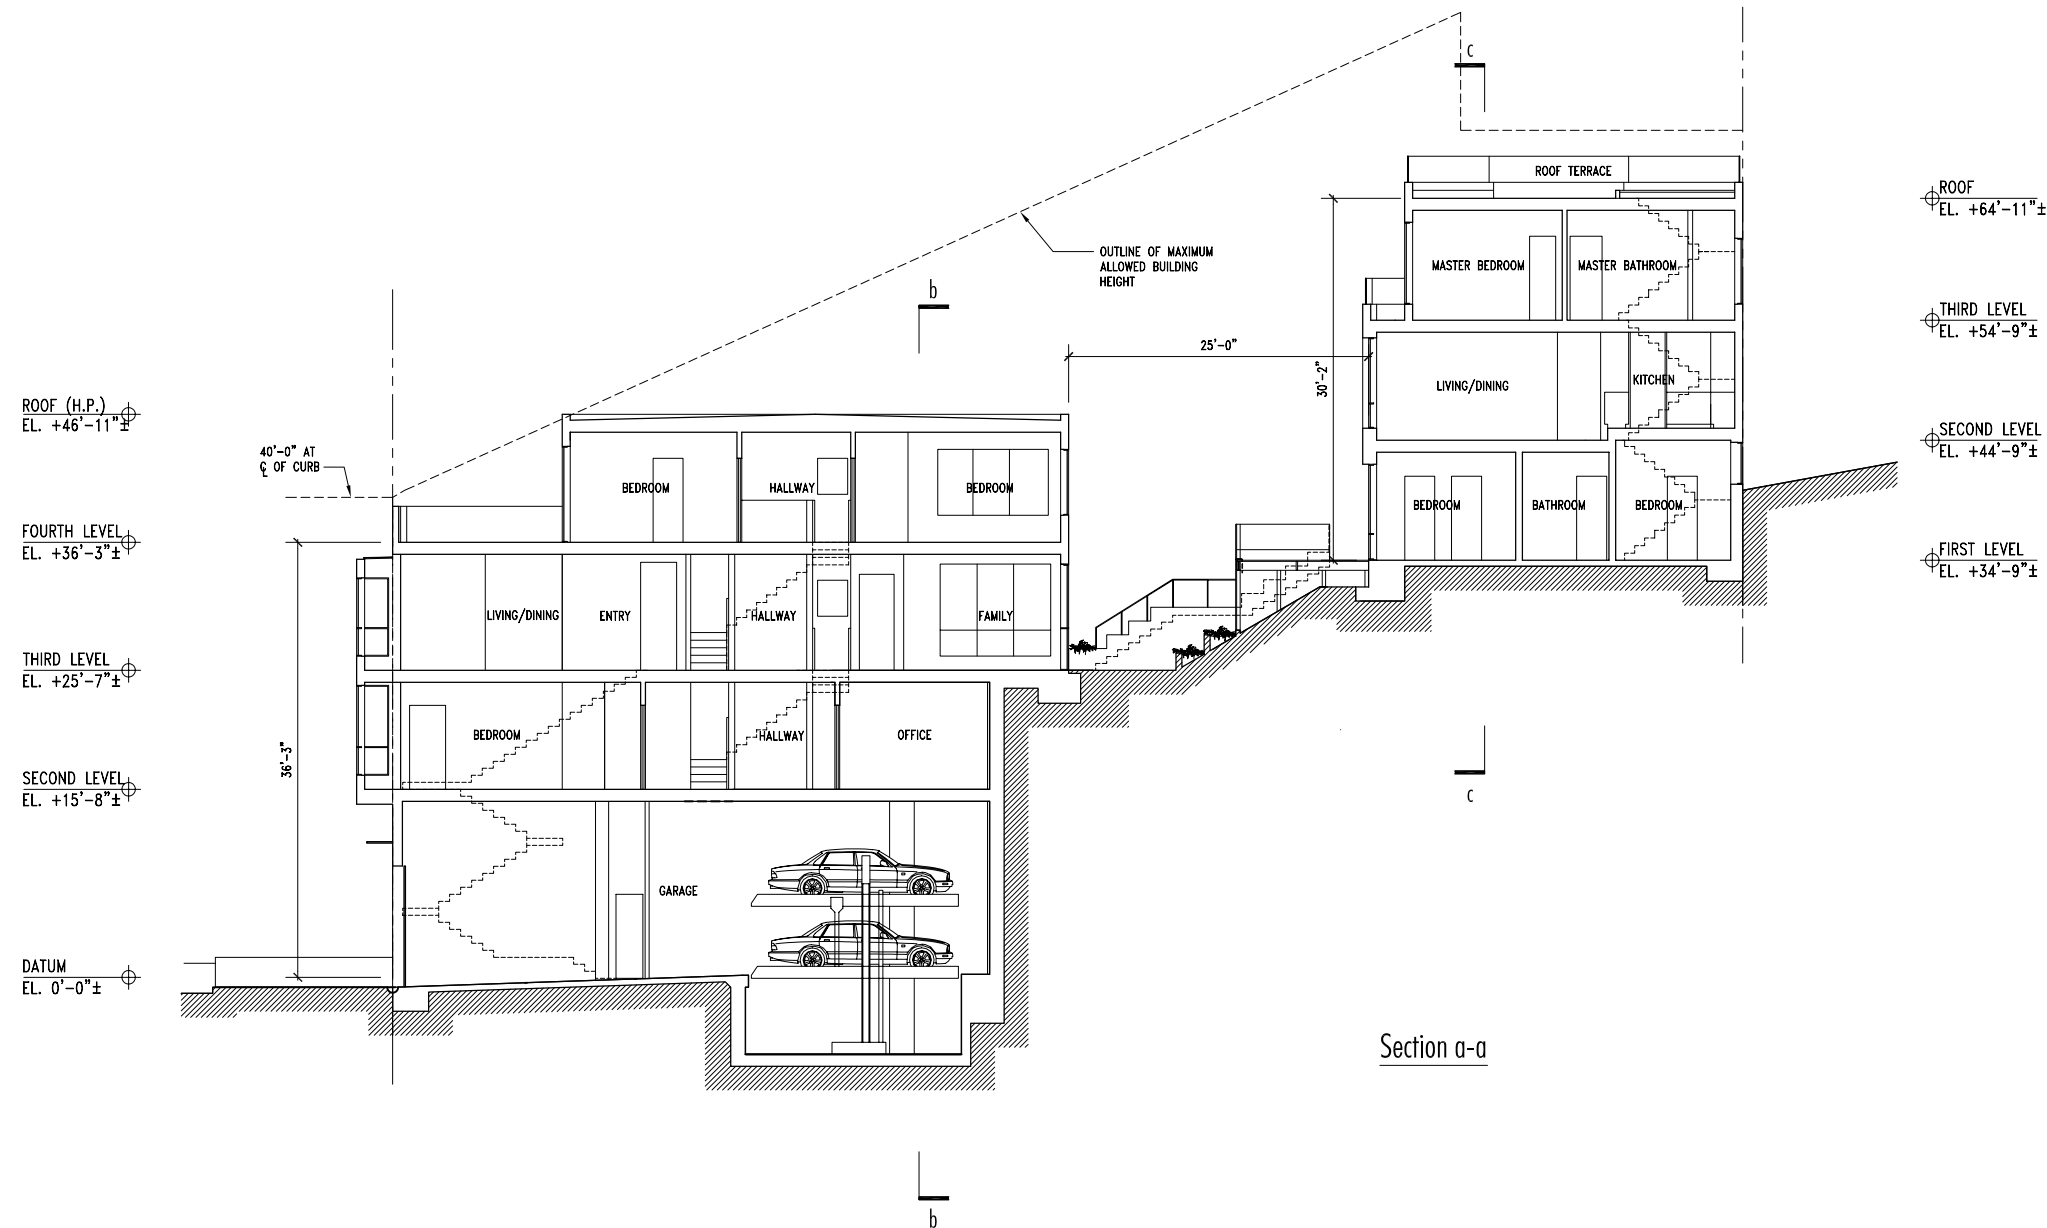 c
ROOF TERRACE
ROOF
EL. +64'-11"±
OUTLINE OF MAXIMUM
ALLOWED BUILDING
HEIGHT
MASTER BEDROOM
MASTER BATHROOM
b
THIRD LEVEL
EL. +54'-9"±
25'-0"
30'-2"
LIVING/DINING
KITCHEN
ROOF (H.P.)
EL. +46'-11"±
SECOND LEVEL
EL. +44'-9"±
40'-0" AT
℄ OF CURB
BEDROOM
HALLWAY
BEDROOM
BEDROOM
BATHROOM
BEDROOM
FOURTH LEVEL
EL. +36'-3"±
FIRST LEVEL
EL. +34'-9"±
LIVING/DINING
ENTRY
HALLWAY
FAMILY
THIRD LEVEL
EL. +25'-7"±
BEDROOM
HALLWAY
OFFICE
36'-3"
SECOND LEVEL
EL. +15'-8"±
c
GARAGE
DATUM
EL. 0'-0"±
Section a-a
b